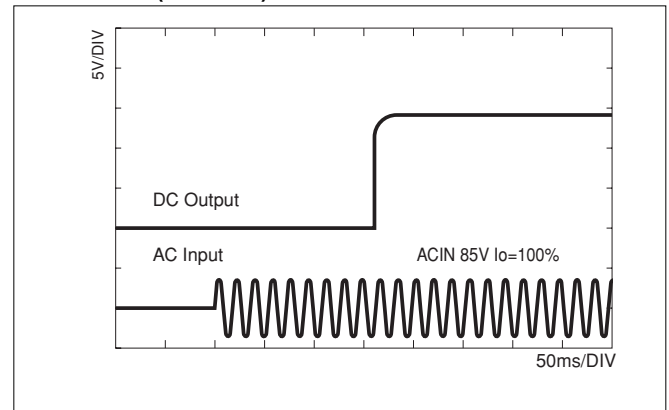 5V/DIV
DC Output
AC Input
ACIN 85V Io=100%
50ms/DIV